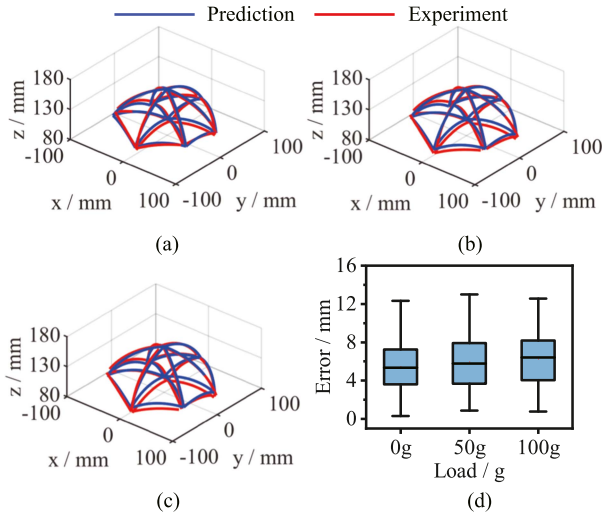 Prediction Experiment
180
130
80
-100
0
100
-100
0
100
z / mm
x / mm
y / mm
(a)
180
130
80
-100
0
100
-100
0
100
z / mm
x / mm
y / mm
(b)
180
130
80
-100
0
100
-100
0
100
z / mm
x / mm
y / mm
(c)
16
12
8
4
0
Error / mm
0g 50g 100g
Load / g
(d)